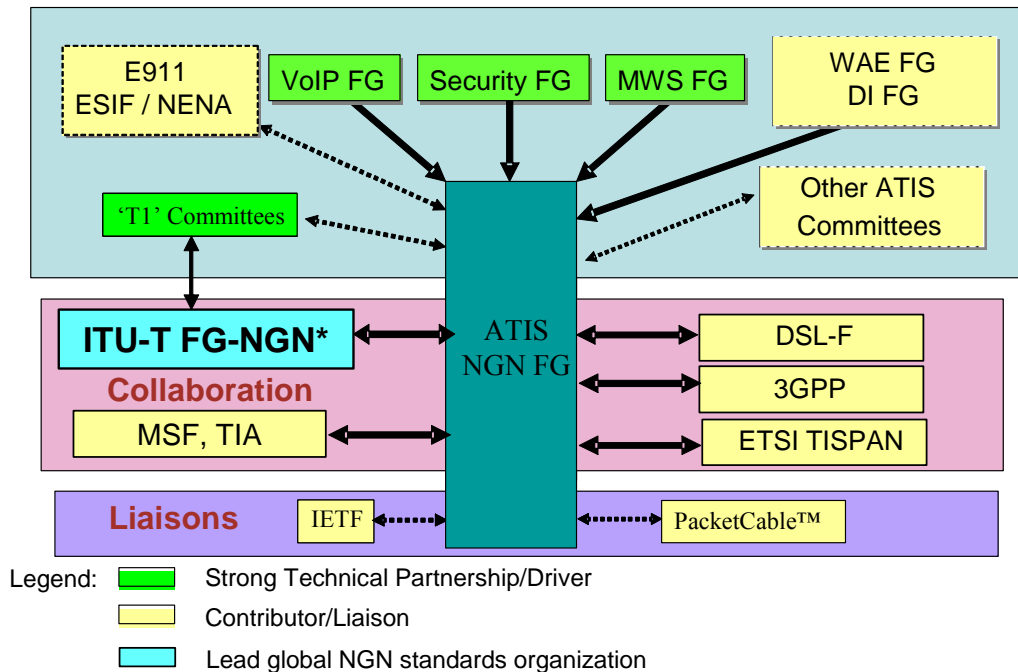 E911
ESIF / NENA
VoIP FG
Security FG
MWS FG
WAE FG
DI FG
'T1' Committees
Other ATIS
Committees
ITU-T FG-NGN*
Collaboration
MSF, TIA
ATIS
NGN FG
DSL-F
3GPP
ETSI TISPAN
Liaisons
IETF
PacketCable™
Legend:
Strong Technical Partnership/Driver
Contributor/Liaison
Lead global NGN standards organization